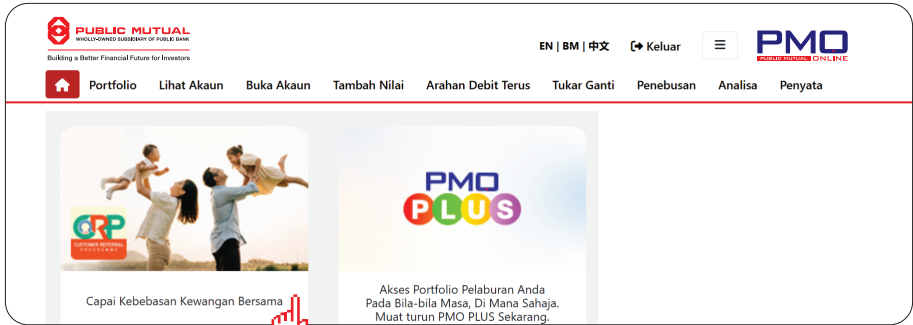 PUBLIC MUTUAL
WHOLLY-OWNED SUBSIDIARY OF PUBLIC BANK
Building a Better Financial Future for Investors
EN | BM | 中文
Keluar
PMO
PUBLIC MUTUAL ONLINE
Portfolio Lihat Akaun Buka Akaun Tambah Nilai Arahan Debit Terus Tukar Ganti Penebusan Analisa Penyata
CRP
CUSTOMER REFERRAL
PROGRAMME
Capai Kebebasan Kewangan Bersama
PMO
PLUS
Akses Portfolio Pelaburan Anda
Pada Bila-bila Masa, Di Mana Sahaja.
Muat turun PMO PLUS Sekarang.